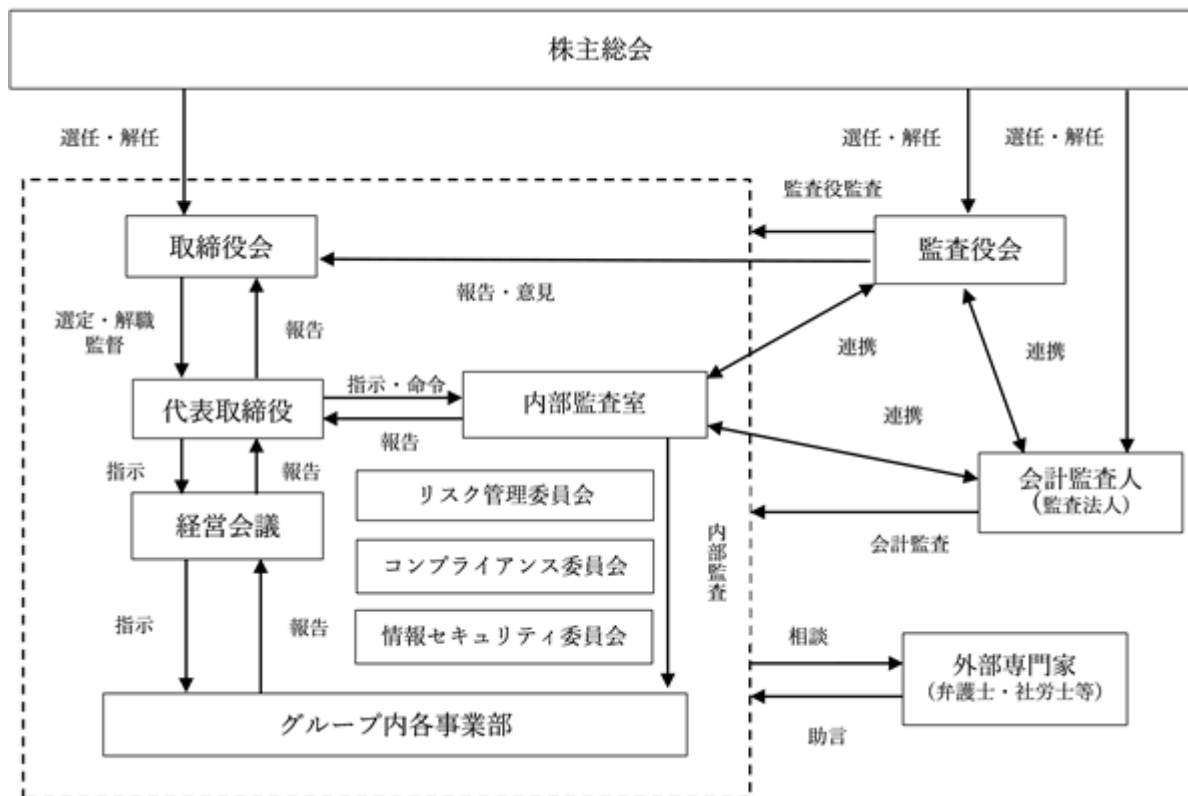 株主総会
選任・解任
選任・解任
選任・解任
監査役監査
取締役会
監査役会
報告・意見
選定・解職
監督
報告
連携
連携
指示・命令
代表取締役
内部監査室
報告
連携
指示
報告
リスク管理委員会
会計監査人
(監査法人)
経営会議
内部監査
会計監査
コンプライアンス委員会
指示
報告
情報セキュリティ委員会
相談
外部専門家
(弁護士・社労士等)
グループ内各事業部
助言